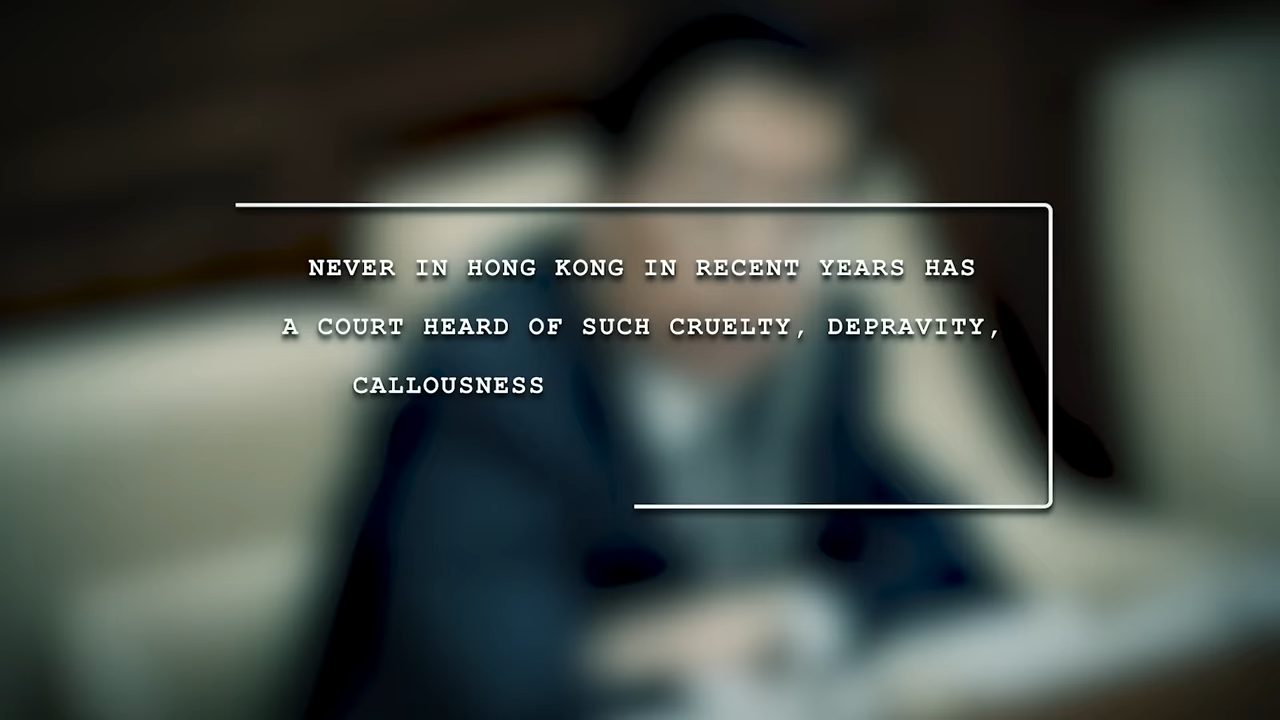 NEVER IN HONG KONG IN RECENT YEARS HAS
A COURT HEARD OF SUCH CRUELTY, DEPRAVITY,
CALLOUSNESS